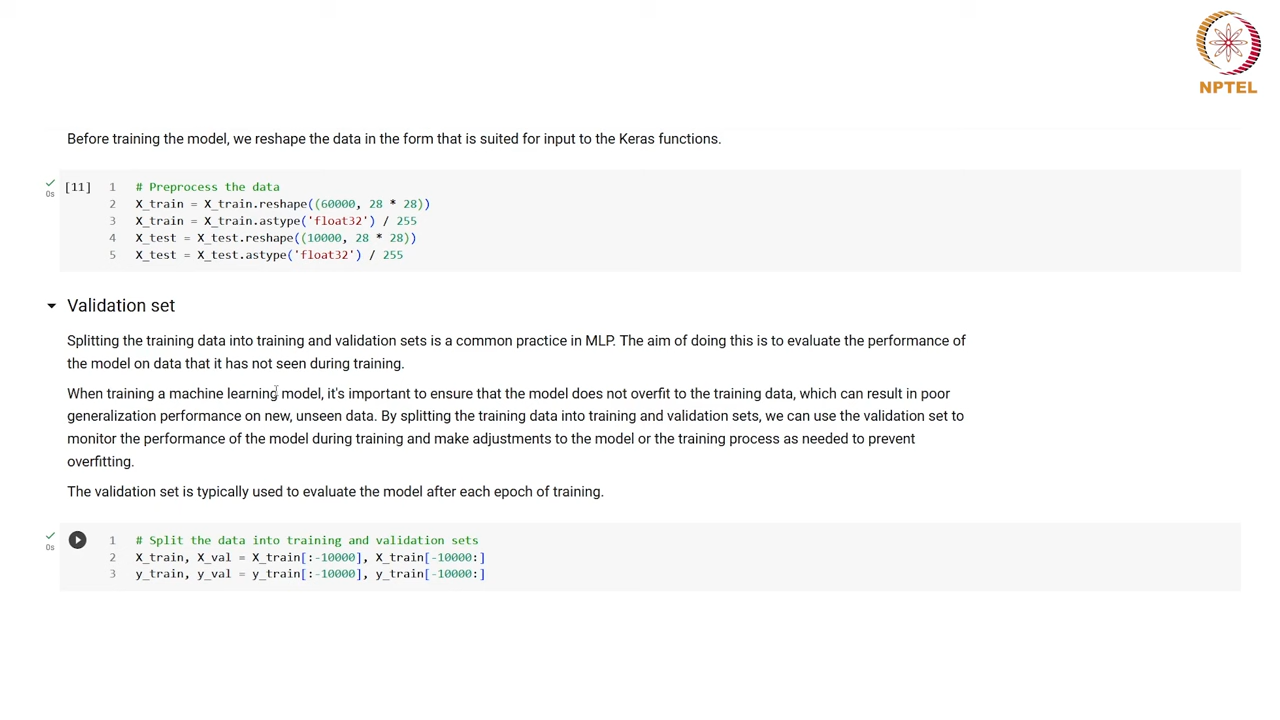 NPTEL
Before training the model, we reshape the data in the form that is suited for input to the Keras functions.
[11] 1 # Preprocess the data
0s 2 X_train = X_train.reshape((60000, 28 * 28))
3 X_train = X_train.astype('float32') / 255
4 X_test = X_test.reshape((10000, 28 * 28))
5 X_test = X_test.astype('float32') / 255
Validation set
Splitting the training data into training and validation sets is a common practice in MLP. The aim of doing this is to evaluate the performance of
the model on data that it has not seen during training.
When training a machine learning model, it's important to ensure that the model does not overfit to the training data, which can result in poor
generalization performance on new, unseen data. By splitting the training data into training and validation sets, we can use the validation set to
monitor the performance of the model during training and make adjustments to the model or the training process as needed to prevent
overfitting.
The validation set is typically used to evaluate the model after each epoch of training.
1 # Split the data into training and validation sets
0s 2 X_train, X_val = X_train[:-10000], X_train[-10000:]
3 y_train, y_val = y_train[:-10000], y_train[-10000:]